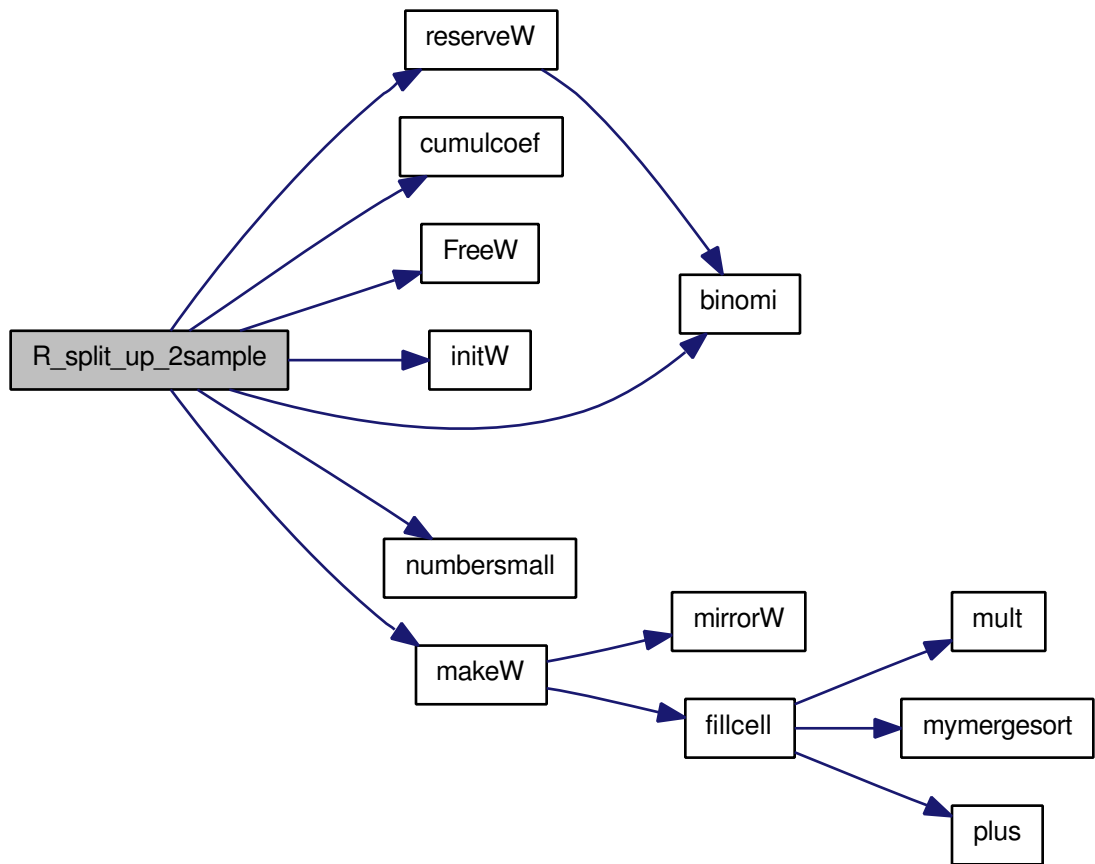 reserveW
cumulcoef
FreeW
binomi
R_split_up_2sample
initW
numbersmall
mirrorW
mult
makeW
fillcell
mymergesort
plus